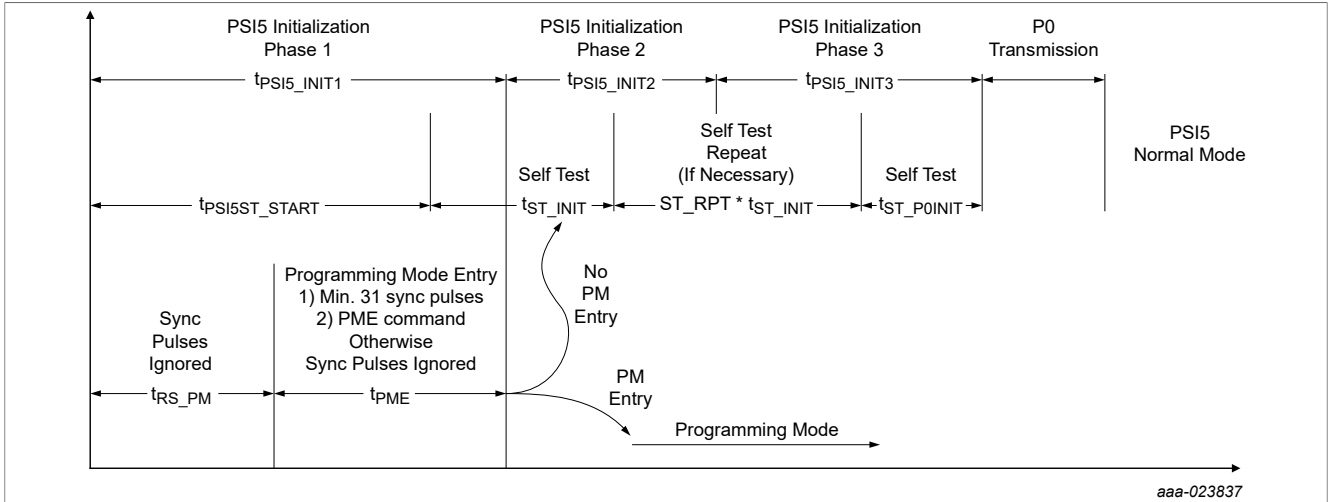 PSI5 Initialization
Phase 1
PSI5 Initialization
Phase 2
PSI5 Initialization
Phase 3
P0
Transmission
tPSI5_INIT1
tPSI5_INIT2
tPSI5_INIT3
PSI5
Normal Mode
Self Test
Self Test
Repeat
(If Necessary)
Self Test
tPSI5ST_START
tST_INIT
ST_RPT * tST_INIT
tST_P0INIT
Sync
Pulses
Ignored
Programming Mode Entry
1) Min. 31 sync pulses
2) PME command
Otherwise
Sync Pulses Ignored
No
PM
Entry
tRS_PM
tPME
PM
Entry
Programming Mode
aaa-023837